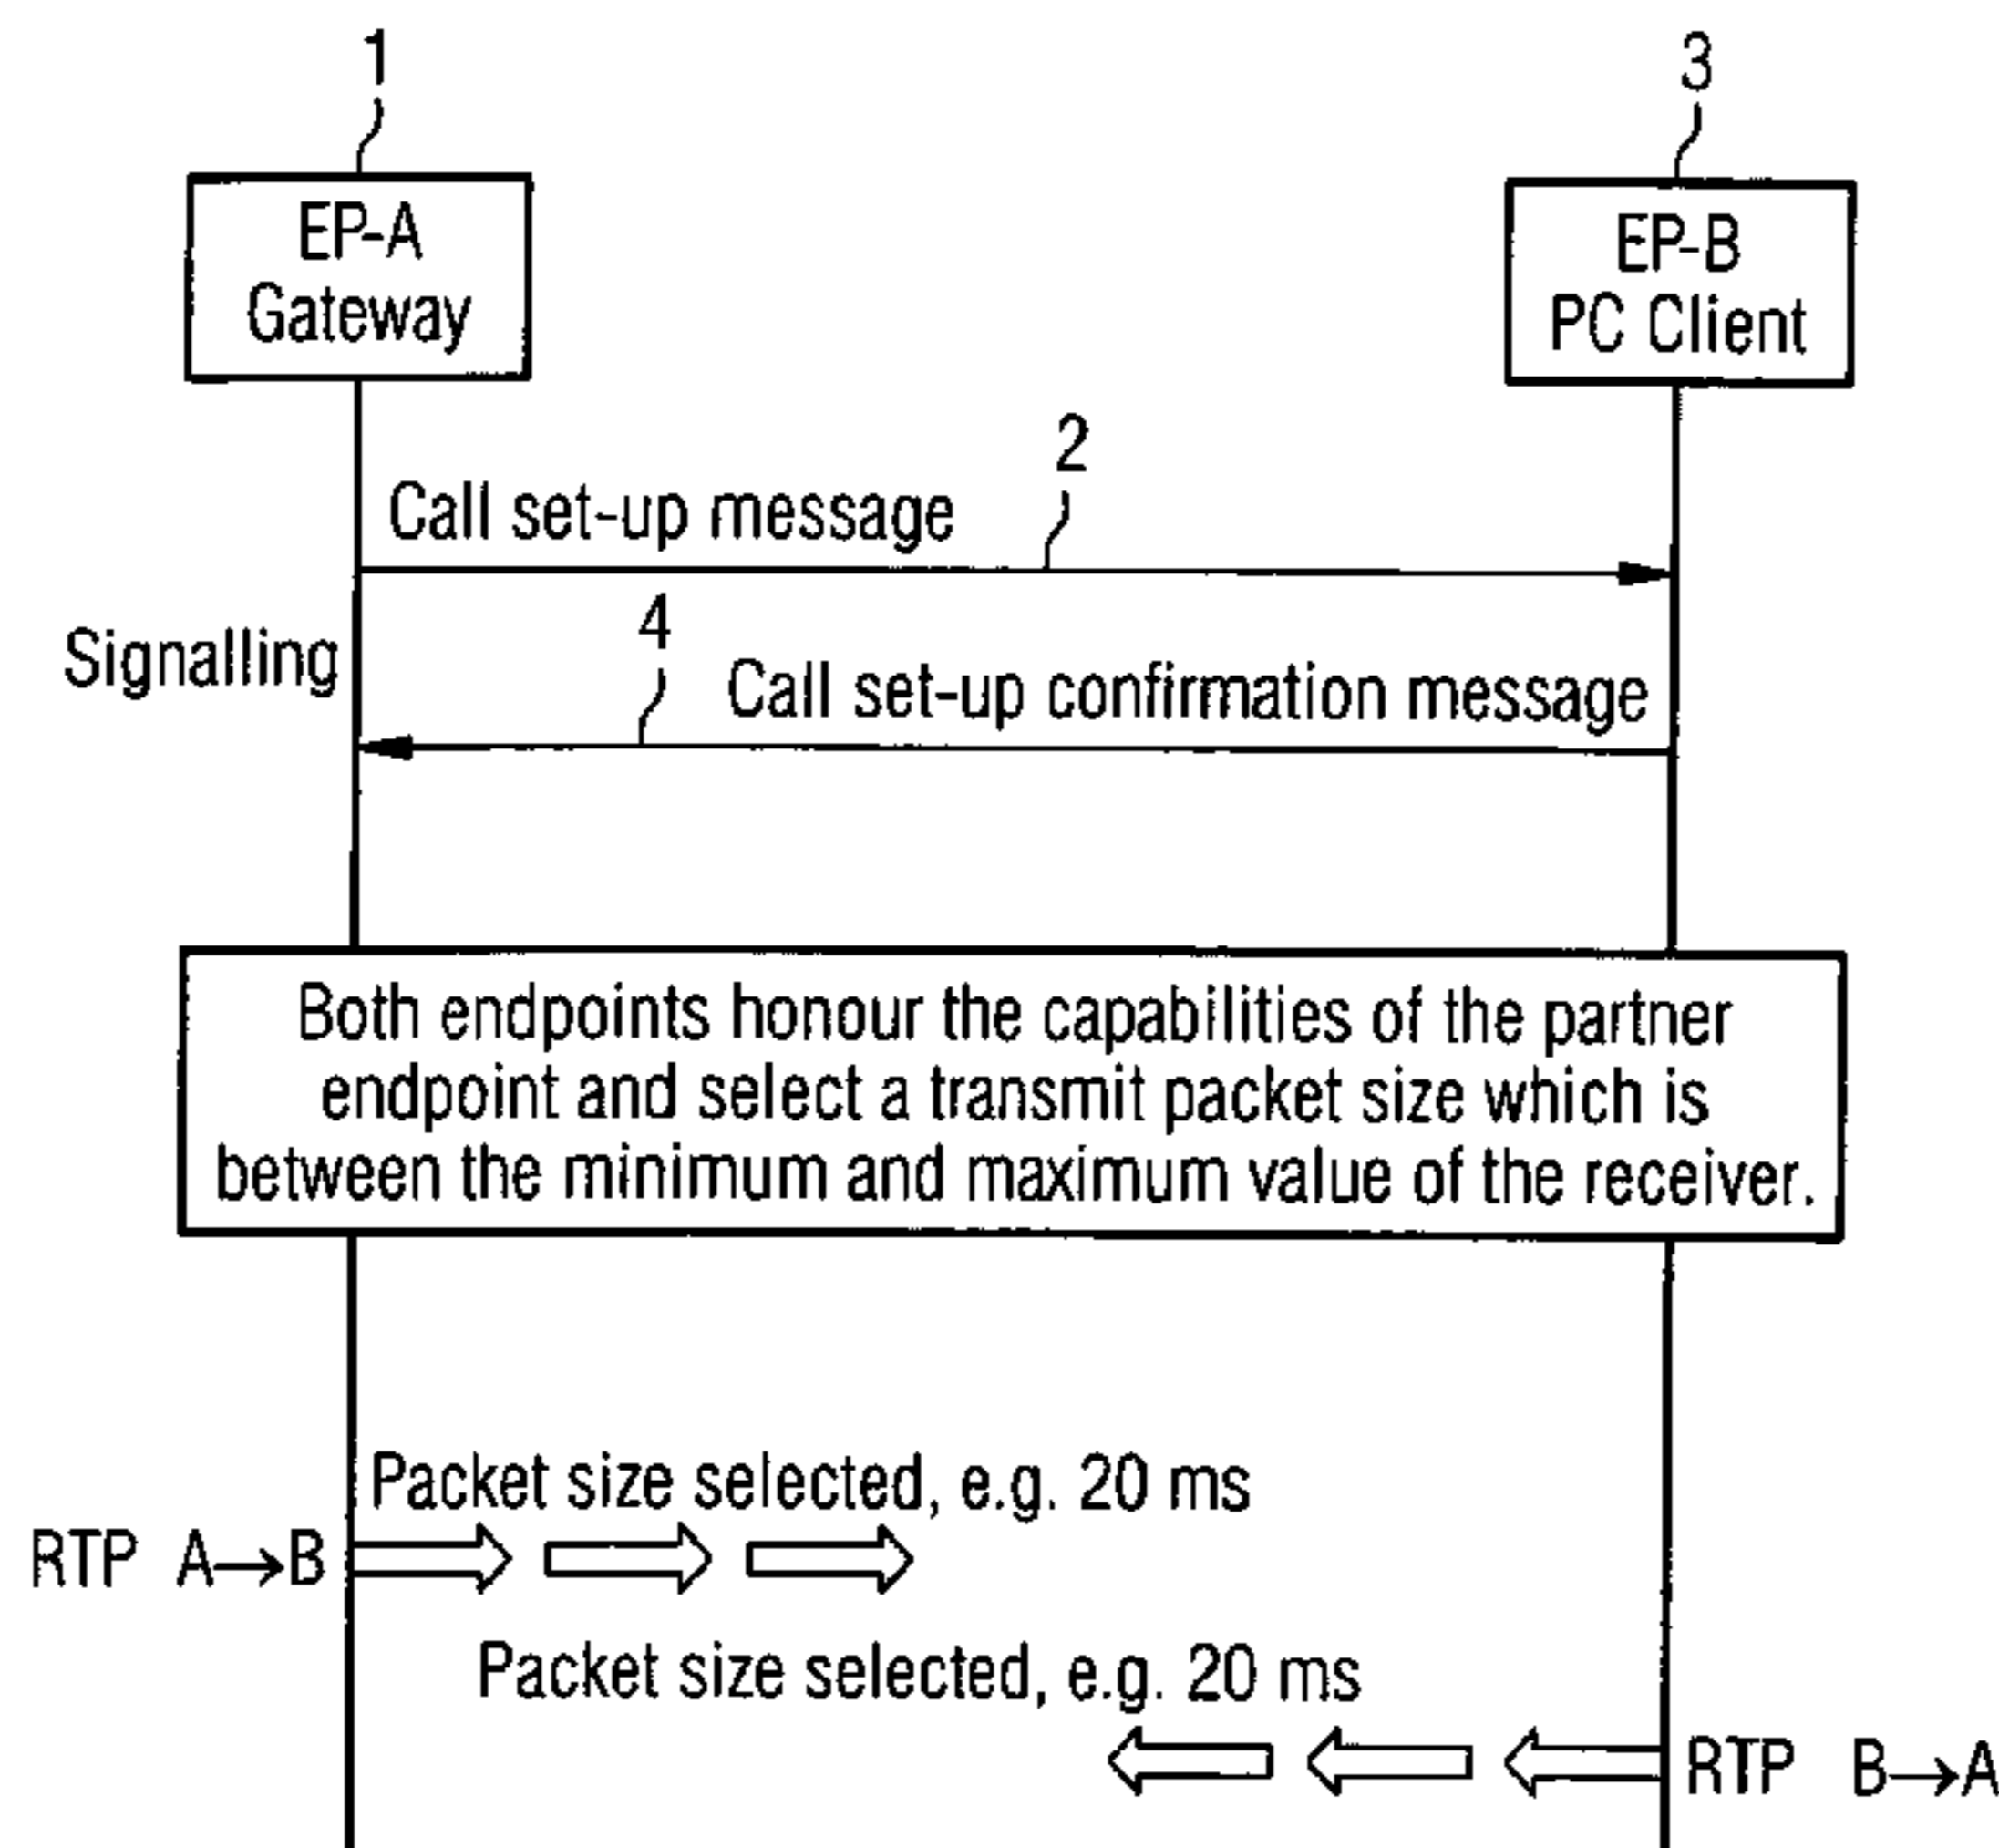 1
3
EP-A
Gateway
EP-B
PC Client
2
Call set-up message
4
Signalling
Call set-up confirmation message
Both endpoints honour the capabilities of the partner
endpoint and select a transmit packet size which is
between the minimum and maximum value of the receiver.
Packet size selected, e.g. 20 ms
RTP A→B
Packet size selected, e.g. 20 ms
RTP B→A